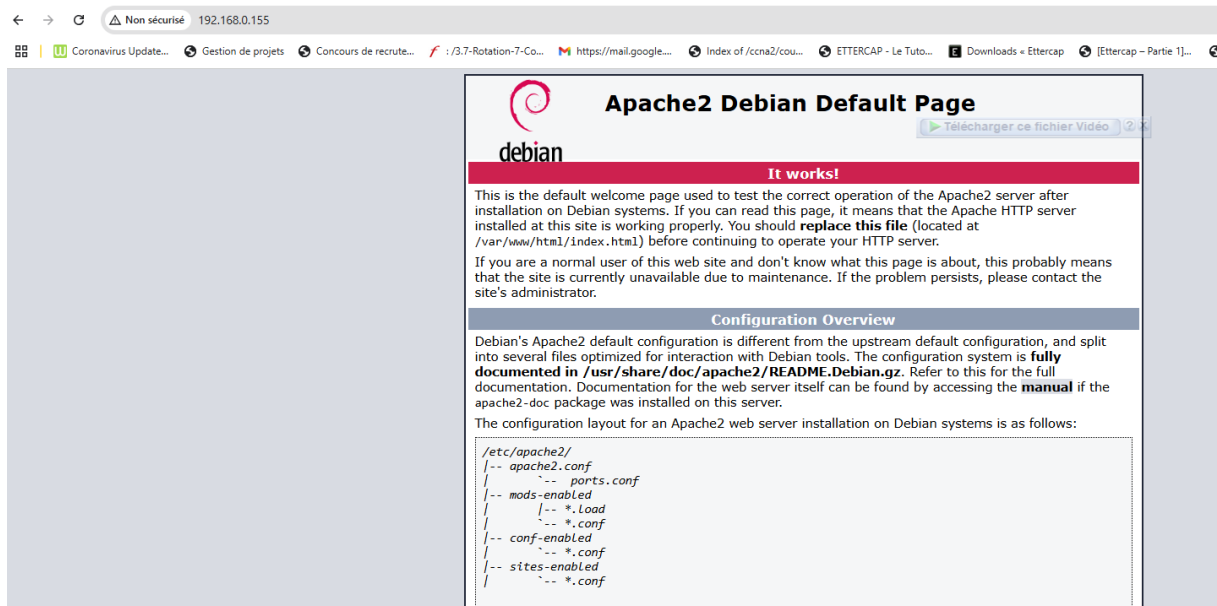 Non sécurisé 192.168.0.155
Coronavirus Update... Gestion de projets Concours de recrute... : /3.7-Rotation-7-Co... https://mail.google.... Index of /ccna2/cou... ETTERCAP - Le Tuto... Downloads « Ettercap [Ettercap – Partie 1]...
debian
Apache2 Debian Default Page
Télécharger ce fichier Vidéo ? X
It works!
This is the default welcome page used to test the correct operation of the Apache2 server after
installation on Debian systems. If you can read this page, it means that the Apache HTTP server
installed at this site is working properly. You should replace this file (located at
/var/www/html/index.html) before continuing to operate your HTTP server.
If you are a normal user of this web site and don't know what this page is about, this probably means
that the site is currently unavailable due to maintenance. If the problem persists, please contact the
site's administrator.
Configuration Overview
Debian's Apache2 default configuration is different from the upstream default configuration, and split
into several files optimized for interaction with Debian tools. The configuration system is fully
documented in /usr/share/doc/apache2/README.Debian.gz. Refer to this for the full
documentation. Documentation for the web server itself can be found by accessing the manual if the
apache2-doc package was installed on this server.
The configuration layout for an Apache2 web server installation on Debian systems is as follows:
/etc/apache2/
|-- apache2.conf
|       `--  ports.conf
|-- mods-enabled
|       |-- *.load
|       `-- *.conf
|-- conf-enabled
|       `-- *.conf
|-- sites-enabled
|       `-- *.conf